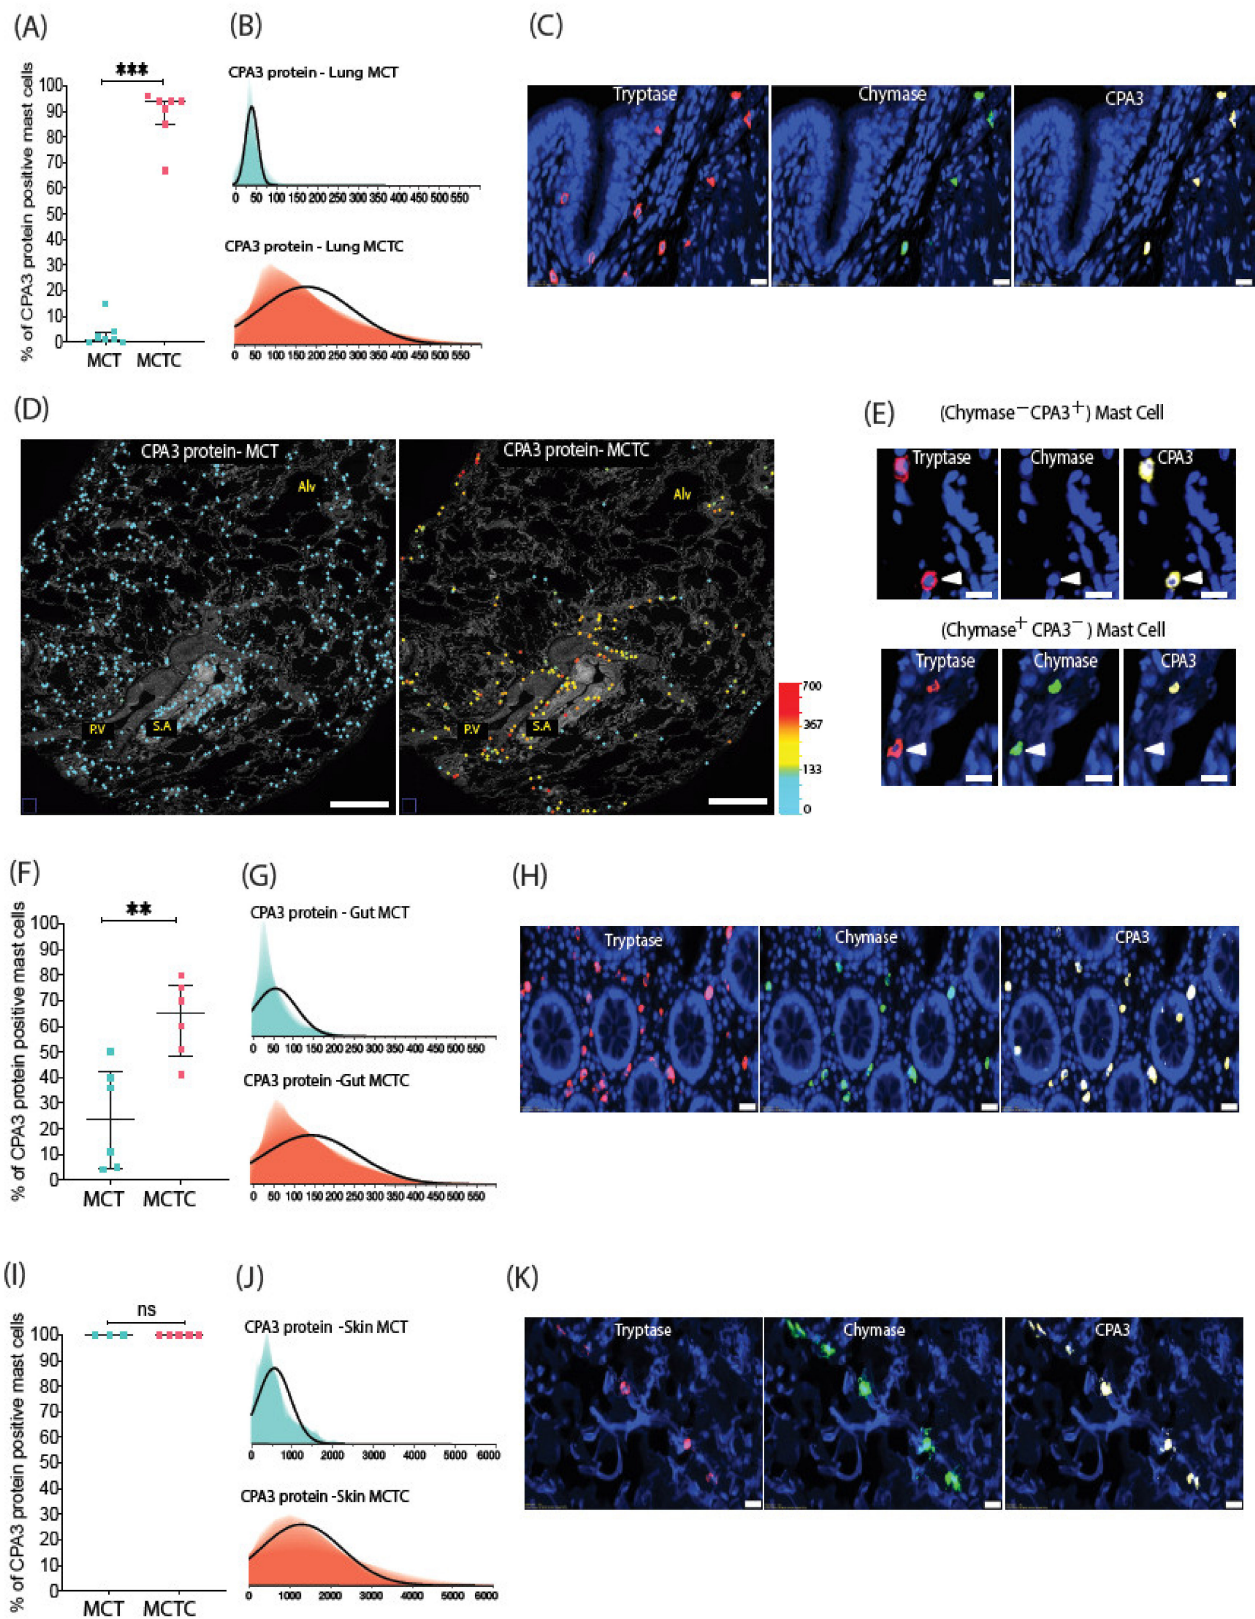 (A)
(B)
(C)
***
% of CPA3 protein positive mast cells
100
90
80
70
60
50
40
30
20
10
0
MCT MCTC
CPA3 protein - Lung MCT
0 50 100 150 200 250 300 350 400 450 500 550
CPA3 protein - Lung MCTC
0 50 100 150 200 250 300 350 400 450 500 550
Tryptase
Chymase
CPA3
(D)
CPA3 protein- MCT
Alv
P.V
S.A
CPA3 protein- MCTC
Alv
P.V
S.A
700
367
133
0
(E)
(Chymase⁻CPA3⁺) Mast Cell
Tryptase
Chymase
CPA3
(Chymase⁺ CPA3⁻) Mast Cell
Tryptase
Chymase
CPA3
(F)
(G)
(H)
**
% of CPA3 protein positive mast cells
100
90
80
70
60
50
40
30
20
10
0
MCT MCTC
CPA3 protein - Gut MCT
0 50 100 150 200 250 300 350 400 450 500 550
CPA3 protein -Gut MCTC
0 50 100 150 200 250 300 350 400 450 500 550
Tryptase
Chymase
CPA3
(I)
(J)
(K)
ns
% of CPA3 protein positive mast cells
100
90
80
70
60
50
40
30
20
10
0
MCT MCTC
CPA3 protein -Skin MCT
0 1000 2000 3000 4000 5000 6000
CPA3 protein -Skin MCTC
0 1000 2000 3000 4000 5000 6000
Tryptase
Chymase
CPA3